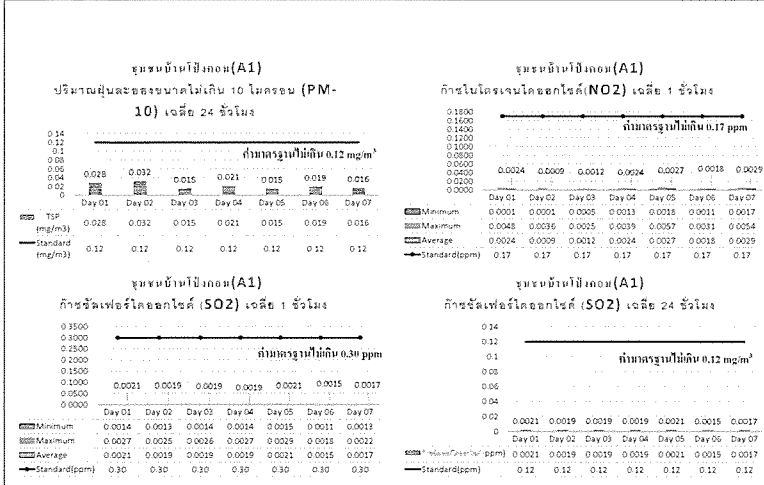 ชุมชนบ้านโป่งคอม(A1)
ปริมาณฝุ่นละอองขนาดไม่เกิน 10 ไมครอน (PM-
10) เฉลี่ย 24 ชั่วโมง
0.14
0.12
0.1
0.08
0.06
0.04
0.02
0
ค่ามาตรฐานไม่เกิน 0.12 mg/m³
0.028 0.032 0.015 0.021 0.015 0.019 0.016
Day 01 Day 02 Day 03 Day 04 Day 05 Day 06 Day 07
TSP (mg/m3) 0.028 0.032 0.015 0.021 0.015 0.019 0.016
Standard (mg/m3) 0.12 0.12 0.12 0.12 0.12 0.12 0.12
ชุมชนบ้านโป่งคอม(A1)
ก๊าซไนโตรเจนไดออกไซด์(NO2) เฉลี่ย 1 ชั่วโมง
0.1800
0.1600
0.1400
0.1200
0.1000
0.0800
0.0600
0.0400
0.0200
0.0000
ค่ามาตรฐานไม่เกิน 0.17 ppm
0.0024 0.0009 0.0012 0.0024 0.0027 0.0018 0.0029
Day 01 Day 02 Day 03 Day 04 Day 05 Day 06 Day 07
Minimum 0.0001 0.0001 0.0005 0.0013 0.0018 0.0011 0.0017
Maximum 0.0048 0.0036 0.0025 0.0039 0.0057 0.0031 0.0054
Average 0.0024 0.0009 0.0012 0.0024 0.0027 0.0018 0.0029
Standard(ppm) 0.17 0.17 0.17 0.17 0.17 0.17 0.17
ชุมชนบ้านโป่งคอม(A1)
ก๊าซซัลเฟอร์ไดออกไซด์ (SO2) เฉลี่ย 1 ชั่วโมง
0.3500
0.3000
0.2500
0.2000
0.1500
0.1000
0.0500
0.0000
ค่ามาตรฐานไม่เกิน 0.30 ppm
0.0021 0.0019 0.0019 0.0019 0.0021 0.0015 0.0017
Day 01 Day 02 Day 03 Day 04 Day 05 Day 06 Day 07
Minimum 0.0014 0.0013 0.0014 0.0014 0.0015 0.0011 0.0013
Maximum 0.0027 0.0025 0.0026 0.0027 0.0029 0.0018 0.0022
Average 0.0021 0.0019 0.0019 0.0019 0.0021 0.0015 0.0017
Standard(ppm) 0.30 0.30 0.30 0.30 0.30 0.30 0.30
ชุมชนบ้านโป่งคอม(A1)
ก๊าซซัลเฟอร์ไดออกไซด์ (SO2) เฉลี่ย 24 ชั่วโมง
0.14
0.12
0.1
0.08
0.06
0.04
0.02
0
ค่ามาตรฐานไม่เกิน 0.12 mg/m³
0.0021 0.0019 0.0019 0.0019 0.0021 0.0015 0.0017
Day 01 Day 02 Day 03 Day 04 Day 05 Day 06 Day 07
(ppm) 0.0021 0.0019 0.0019 0.0019 0.0021 0.0015 0.0017
Standard(ppm) 0.12 0.12 0.12 0.12 0.12 0.12 0.12